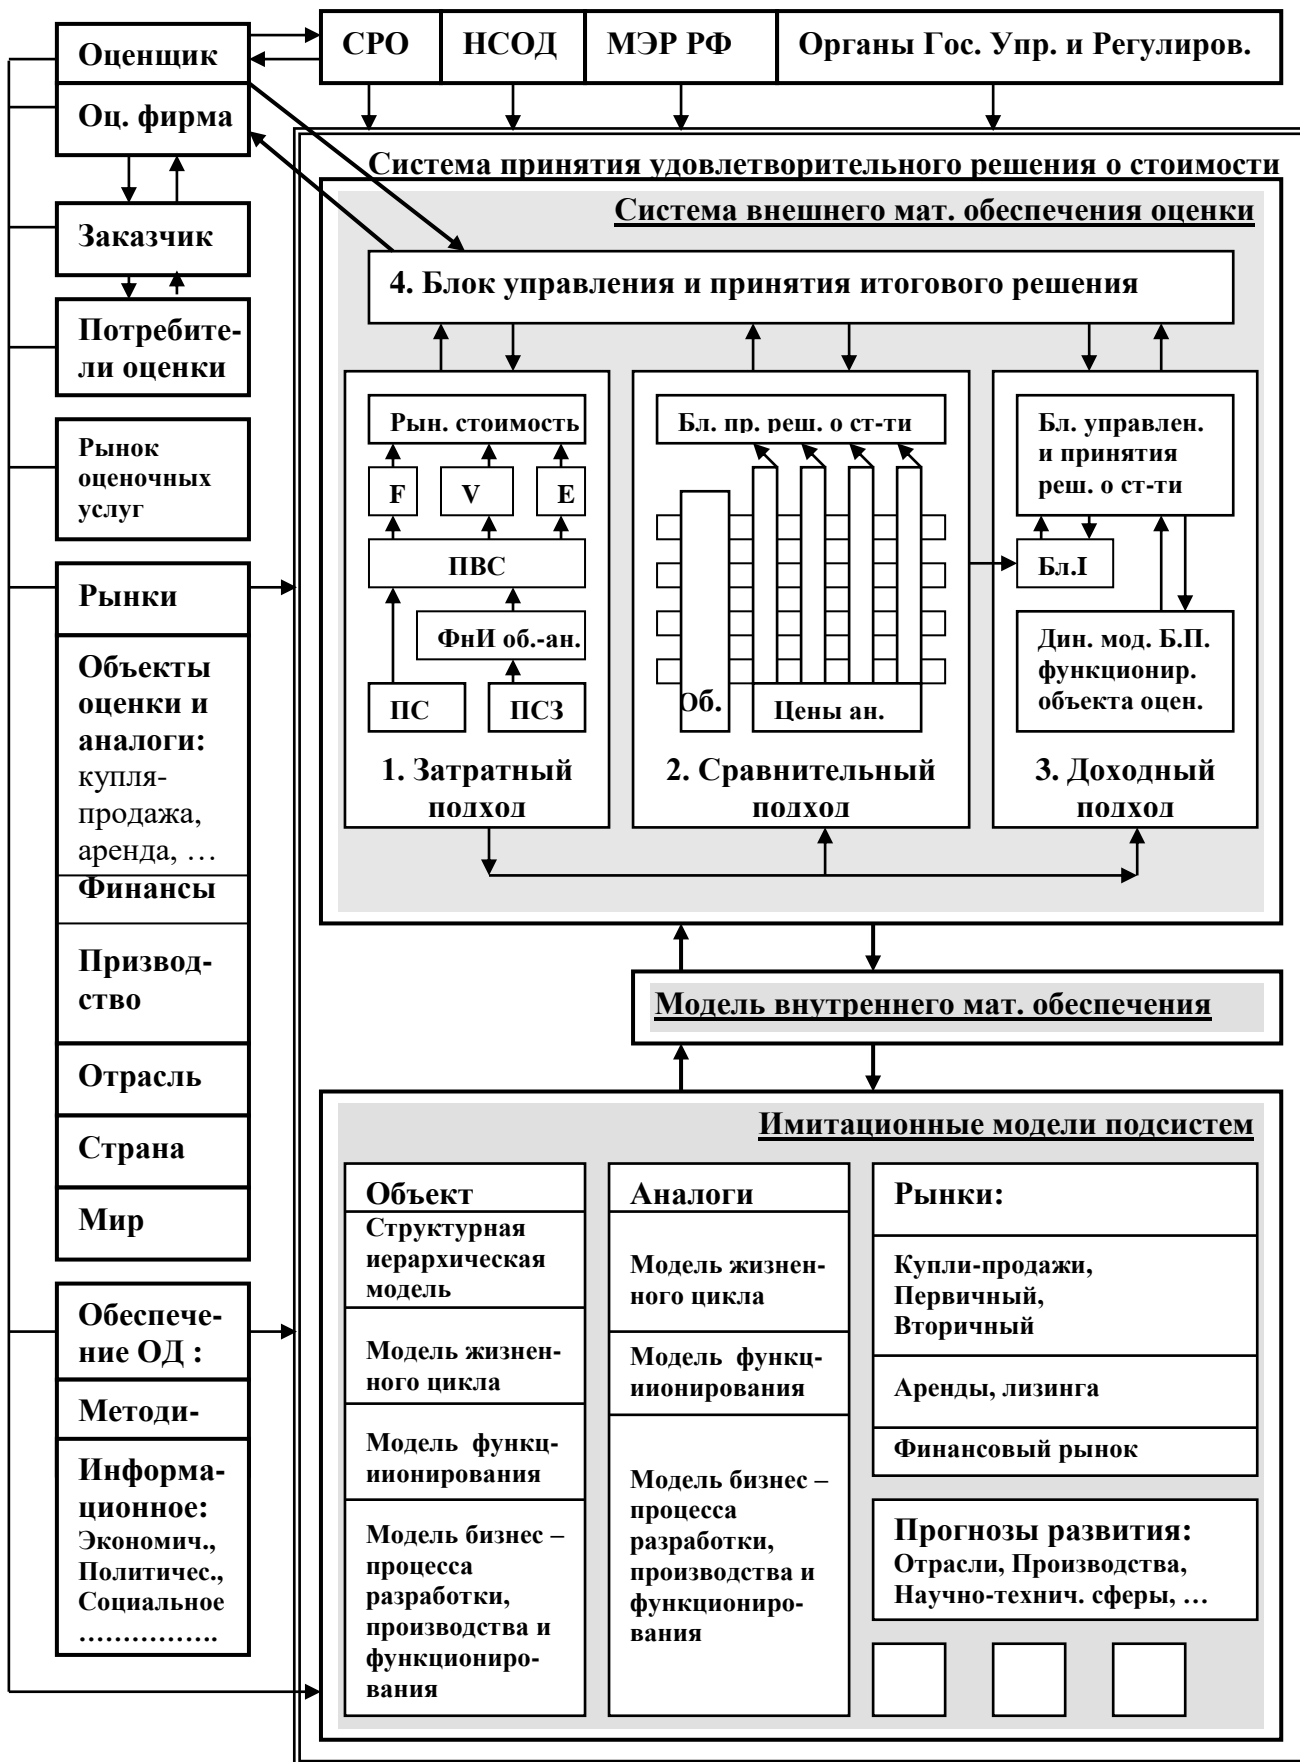 Оценщик
СРО
НСОД
МЭР РФ
Органы Гос. Упр. и Регулиров.
Оц. фирма
Заказчик
Потребите-
ли оценки
Рынок
оценочных
услуг
Рынки
Объекты
оценки и
аналоги:
купля-
продажа,
аренда, …
Финансы
Призвод-
ство
Отрасль
Страна
Мир
Обеспече-
ние ОД :
Методи-
Информа-
ционное:
Экономич.,
Политичес.,
Социальное
…………….
Система принятия удовлетворительного решения о стоимости
Система внешнего мат. обеспечения оценки
4. Блок управления и принятия итогового решения
Рын. стоимость
F
V
E
ПВС
ФнИ об.-ан.
ПС
ПСЗ
1. Затратный
подход
Бл. пр. реш. о ст-ти
Об.
Цены ан.
2. Сравнительный
подход
Бл. управлен.
и принятия
реш. о ст-ти
Бл.I
Дин. мод. Б.П.
функционир.
объекта оцен.
3. Доходный
подход
Модель внутреннего мат. обеспечения
Имитационные модели подсистем
Объект
Структурная
иерархическая
модель
Модель жизнен-
ного цикла
Модель функц-
иионирования
Модель бизнес –
процесса
разработки,
производства и
функциониро-
вания
Аналоги
Модель жизнен-
ного цикла
Модель функц-
иионирования
Модель бизнес –
процесса
разработки,
производства и
функциониро-
вания
Рынки:
Купли-продажи,
Первичный,
Вторичный
Аренды, лизинга
Финансовый рынок
Прогнозы развития:
Отрасли, Производства,
Научно-технич. сферы, …